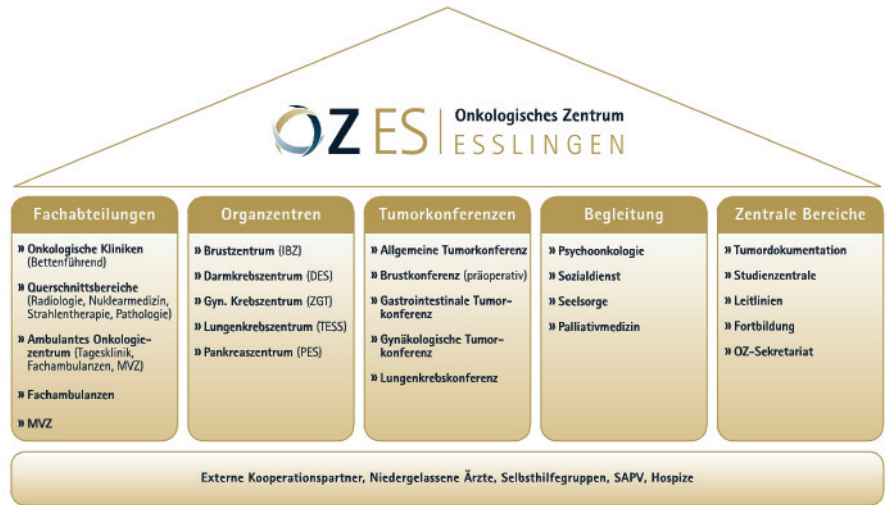 OZ ES
Onkologisches Zentrum
ESSLINGEN
Fachabteilungen
» Onkologische Kliniken
(Bettenführend)
» Querschnittsbereiche
(Radiologie, Nuklearmedizin,
Strahlentherapie, Pathologie)
» Ambulantes Onkologie-
zentrum (Tagesklinik,
Fachambulanzen, MVZ)
» Fachambulanzen
» MVZ
Organzentren
» Brustzentrum (IBZ)
» Darmkrebszentrum (DES)
» Gyn. Krebszentrum (ZGT)
» Lungenkrebszentrum (TESS)
» Pankreaszentrum (PES)
Tumorkonferenzen
» Allgemeine Tumorkonferenz
» Brustkonferenz (präoperativ)
» Gastrointestinale Tumor-
konferenz
» Gynäkologische Tumor-
konferenz
» Lungenkrebskonferenz
Begleitung
» Psychoonkologie
» Sozialdienst
» Seelsorge
» Palliativmedizin
Zentrale Bereiche
» Tumordokumentation
» Studienzentrale
» Leitlinien
» Fortbildung
» OZ-Sekretariat
Externe Kooperationspartner, Niedergelassene Ärzte, Selbsthilfegruppen, SAPV, Hospize